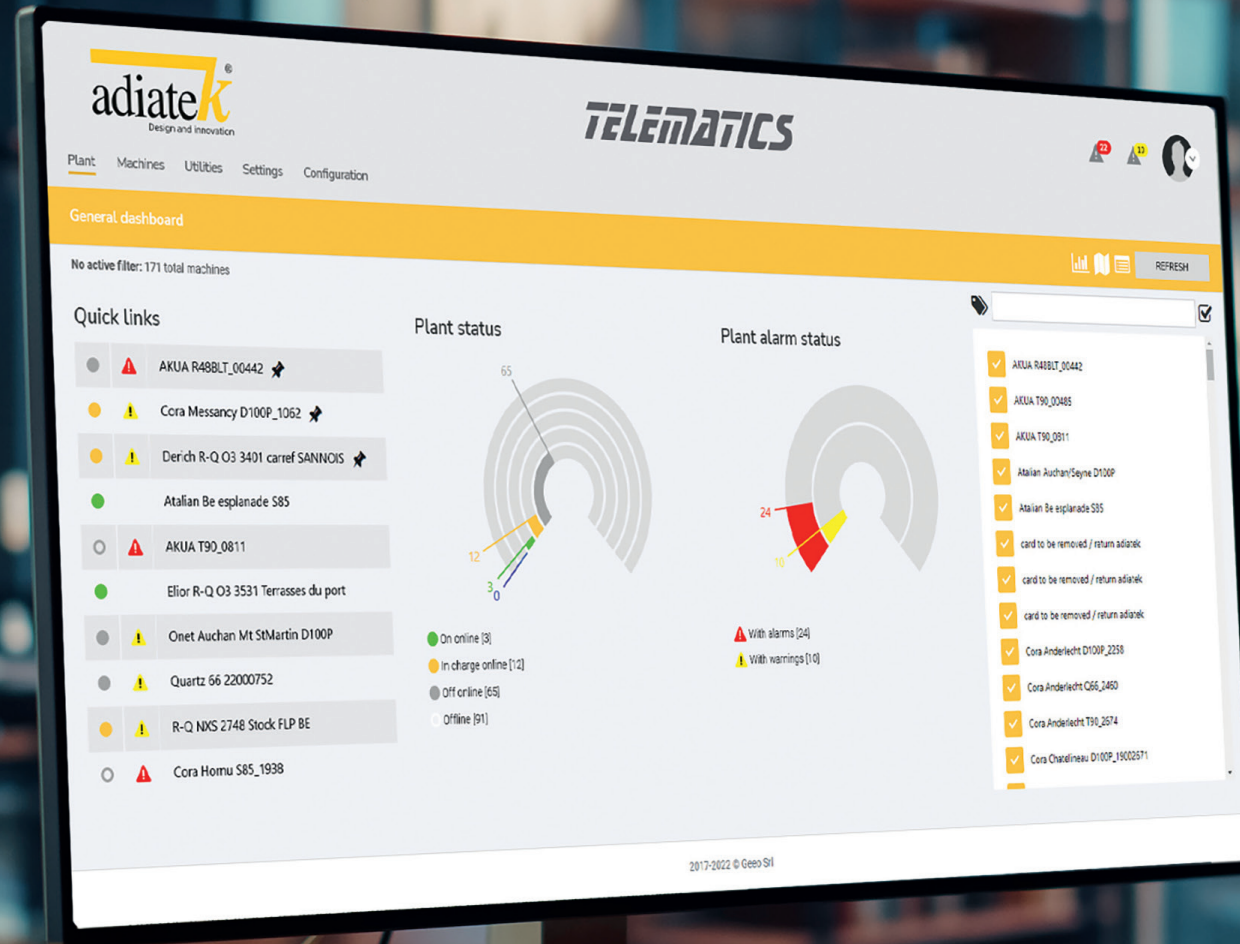 adiatek®
Design and innovation
TELEMATICS
22
10
Plant
Machines
Utilities
Settings
Configuration
General dashboard
REFRESH
No active filter: 171 total machines
Quick links
AKUA R48BLT_00442
Cora Messancy D100P_1062
Derich R-Q O3 3401 carref SANNOIS
Atalian Be esplanade S85
AKUA T90_0811
Elior R-Q O3 3531 Terrasses du port
Onet Auchan Mt StMartin D100P
Quartz 66 22000752
R-Q NXS 2748 Stock FLP BE
Cora Hornu S85_1938
Plant status
65
12
3
0
On online [3]
In charge online [12]
Off online [65]
Offline [91]
Plant alarm status
24
10
With alarms [24]
With warnings [10]
AKUA R48BLT_00442
AKUA T90_00485
AKUA T90_0811
Atalian Auchan/Seyne D100P
Atalian Be esplanade S85
card to be removed / return adiatek
card to be removed / return adiatek
card to be removed / return adiatek
Cora Anderlecht D100P_2258
Cora Anderlecht Q66_2460
Cora Anderlecht T90_2574
Cora Chatelineau D100P_19002571
2017-2022 © Geeo Srl